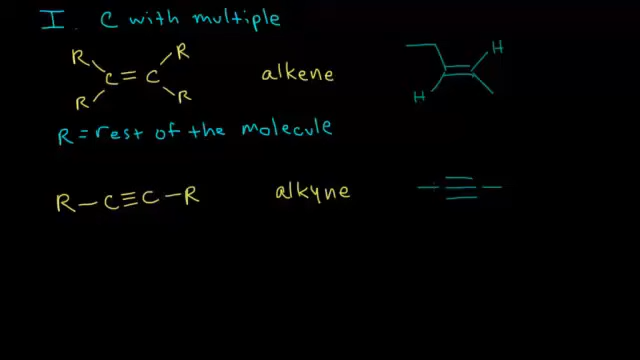 I. C with multiple
R R
C = C alkene H
R R H
R = rest of the molecule
R - C ≡ C - R alkyne